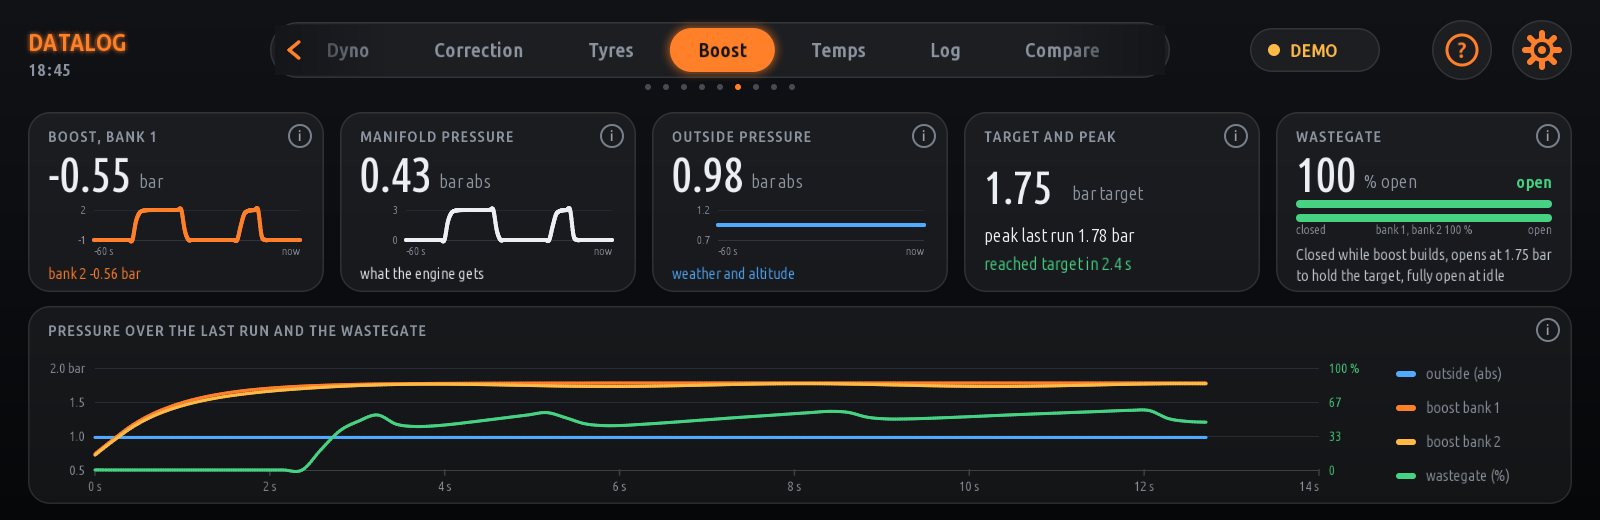 DATALOG
18:45
Dyno
Correction
Tyres
Boost
Temps
Log
Compare
DEMO
?
BOOST, BANK 1
i
-0.55 bar
2
-1
-60 s
now
bank 2 -0.56 bar
MANIFOLD PRESSURE
i
0.43 bar abs
3
0
-60 s
now
what the engine gets
OUTSIDE PRESSURE
i
0.98 bar abs
1.2
0.7
-60 s
now
weather and altitude
TARGET AND PEAK
i
1.75 bar target
peak last run 1.78 bar
reached target in 2.4 s
WASTEGATE
i
100 % open
open
closed
bank 1, bank 2 100 %
open
Closed while boost builds, opens at 1.75 bar
to hold the target, fully open at idle
PRESSURE OVER THE LAST RUN AND THE WASTEGATE
i
2.0 bar
1.5
1.0
0.5
0 s
2 s
4 s
6 s
8 s
10 s
12 s
14 s
100 %
67
33
0
outside (abs)
boost bank 1
boost bank 2
wastegate (%)